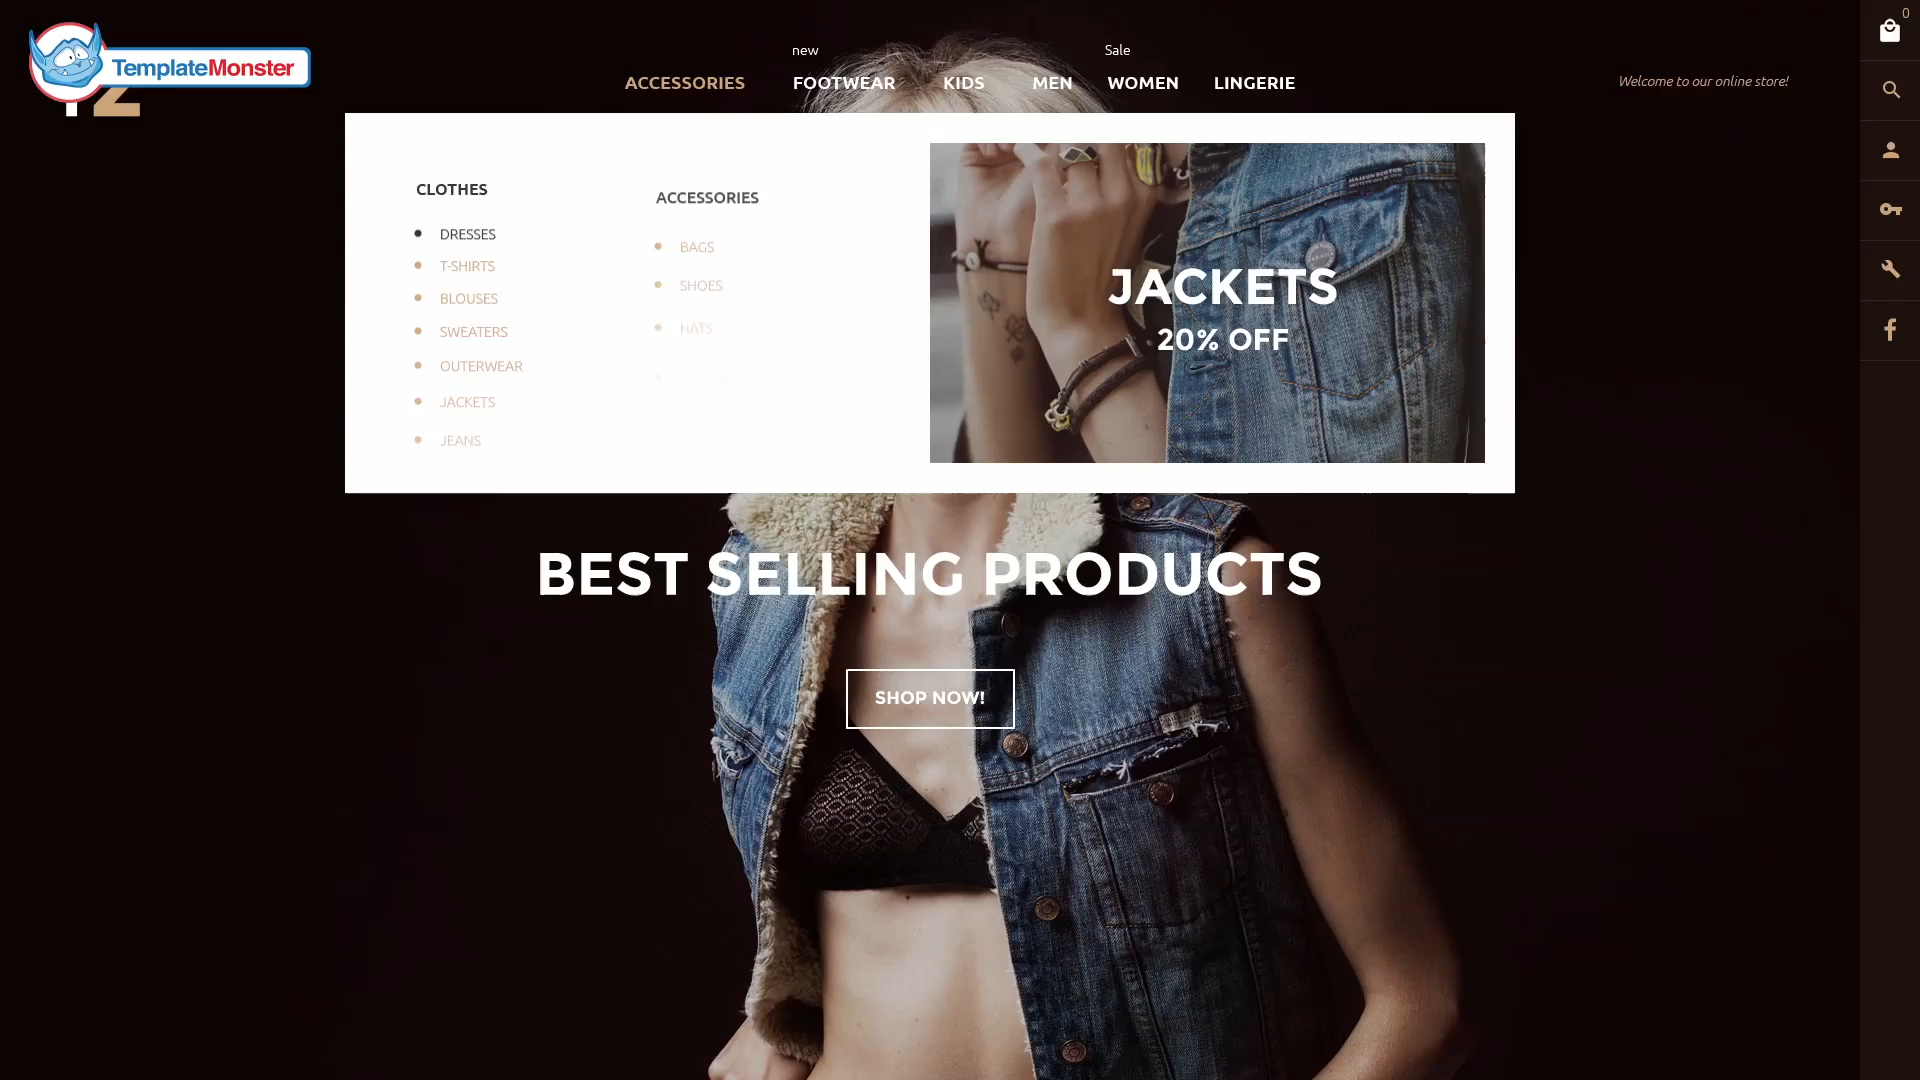 0
TemplateMonster
new
Sale
ACCESSORIES FOOTWEAR KIDS MEN WOMEN LINGERIE
Welcome to our online store!
CLOTHES
DRESSES
T-SHIRTS
BLOUSES
SWEATERS
OUTERWEAR
JACKETS
JEANS
ACCESSORIES
BAGS
SHOES
HATS
JACKETS
20% OFF
BEST SELLING PRODUCTS
SHOP NOW!